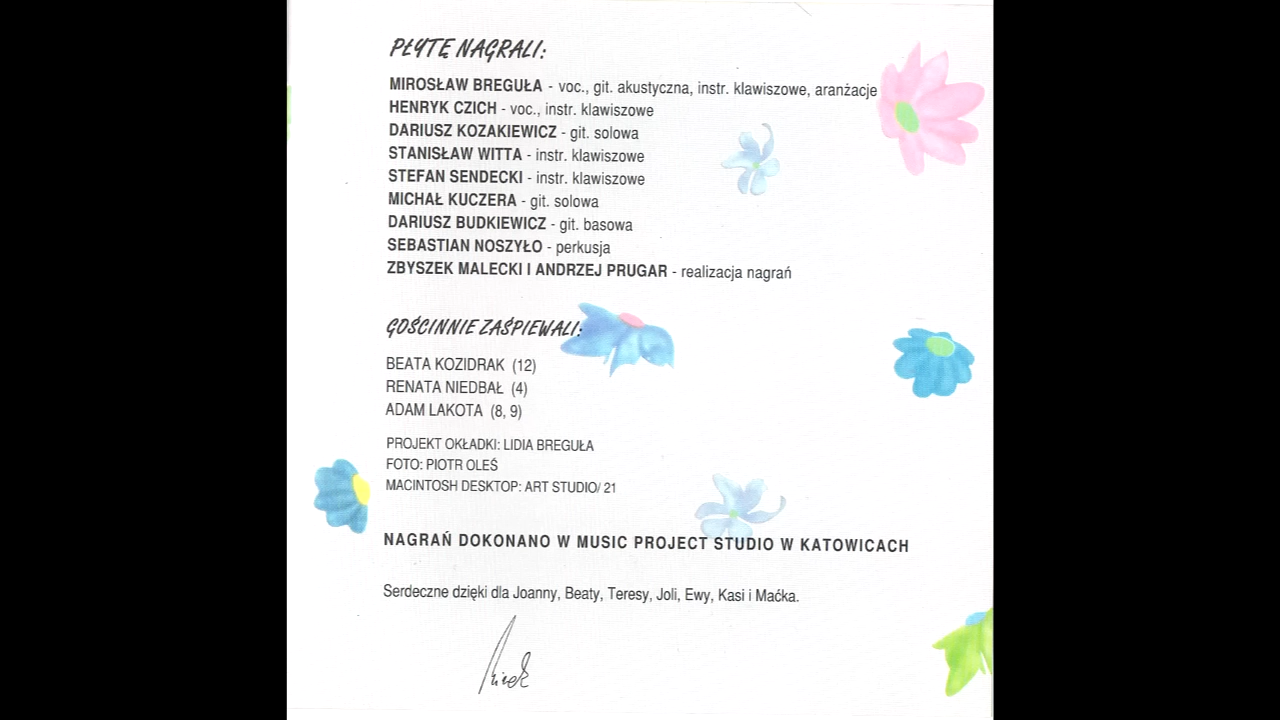 PŁYTĘ NAGRALI:
MIROSŁAW BREGUŁA - voc., git. akustyczna, instr. klawiszowe, aranżacje
HENRYK CZICH - voc., instr. klawiszowe
DARIUSZ KOZAKIEWICZ - git. solowa
STANISŁAW WITTA - instr. klawiszowe
STEFAN SENDECKI - instr. klawiszowe
MICHAŁ KUCZERA - git. solowa
DARIUSZ BUDKIEWICZ - git. basowa
SEBASTIAN NOSZYŁO - perkusja
ZBYSZEK MALECKI I ANDRZEJ PRUGAR - realizacja nagrań
GOŚCINNIE ZAŚPIEWALI:
BEATA KOZIDRAK (12)
RENATA NIEDBAŁ (4)
ADAM LAKOTA (8, 9)
PROJEKT OKŁADKI: LIDIA BREGUŁA
FOTO: PIOTR OLEŚ
MACINTOSH DESKTOP: ART STUDIO/ 21
NAGRAŃ DOKONANO W MUSIC PROJECT STUDIO W KATOWICACH
Serdeczne dzięki dla Joanny, Beaty, Teresy, Joli, Ewy, Kasi i Maćka.